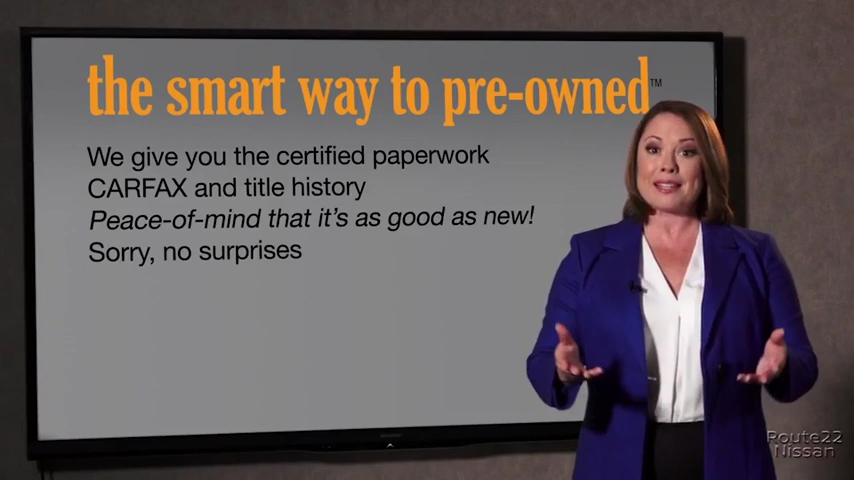 the smart way to pre-owned™
We give you the certified paperwork
CARFAX and title history
Peace-of-mind that it's as good as new!
Sorry, no surprises
Route22
Nissan